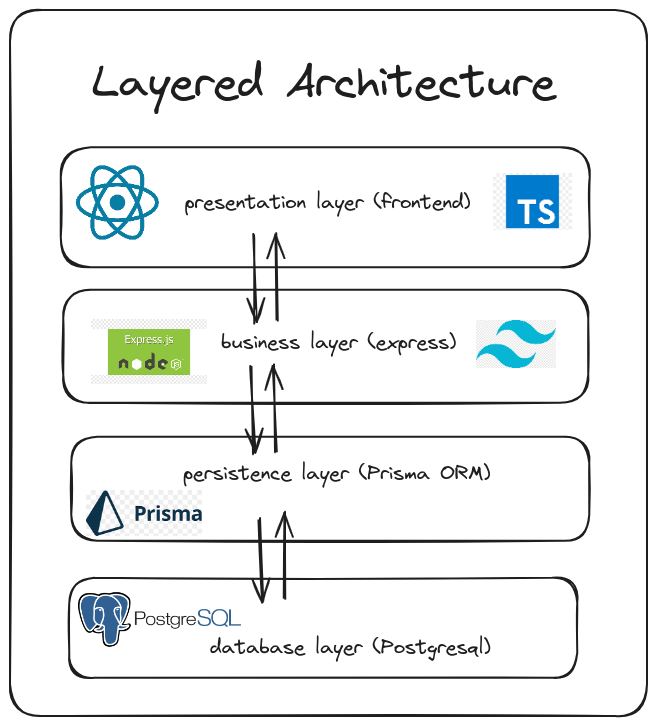 Layered Architecture
presentation layer (frontend)
TS
Express.js
node
JS
business layer (express)
persistence layer (Prisma ORM)
Prisma
PostgreSQL
database layer (Postgresql)